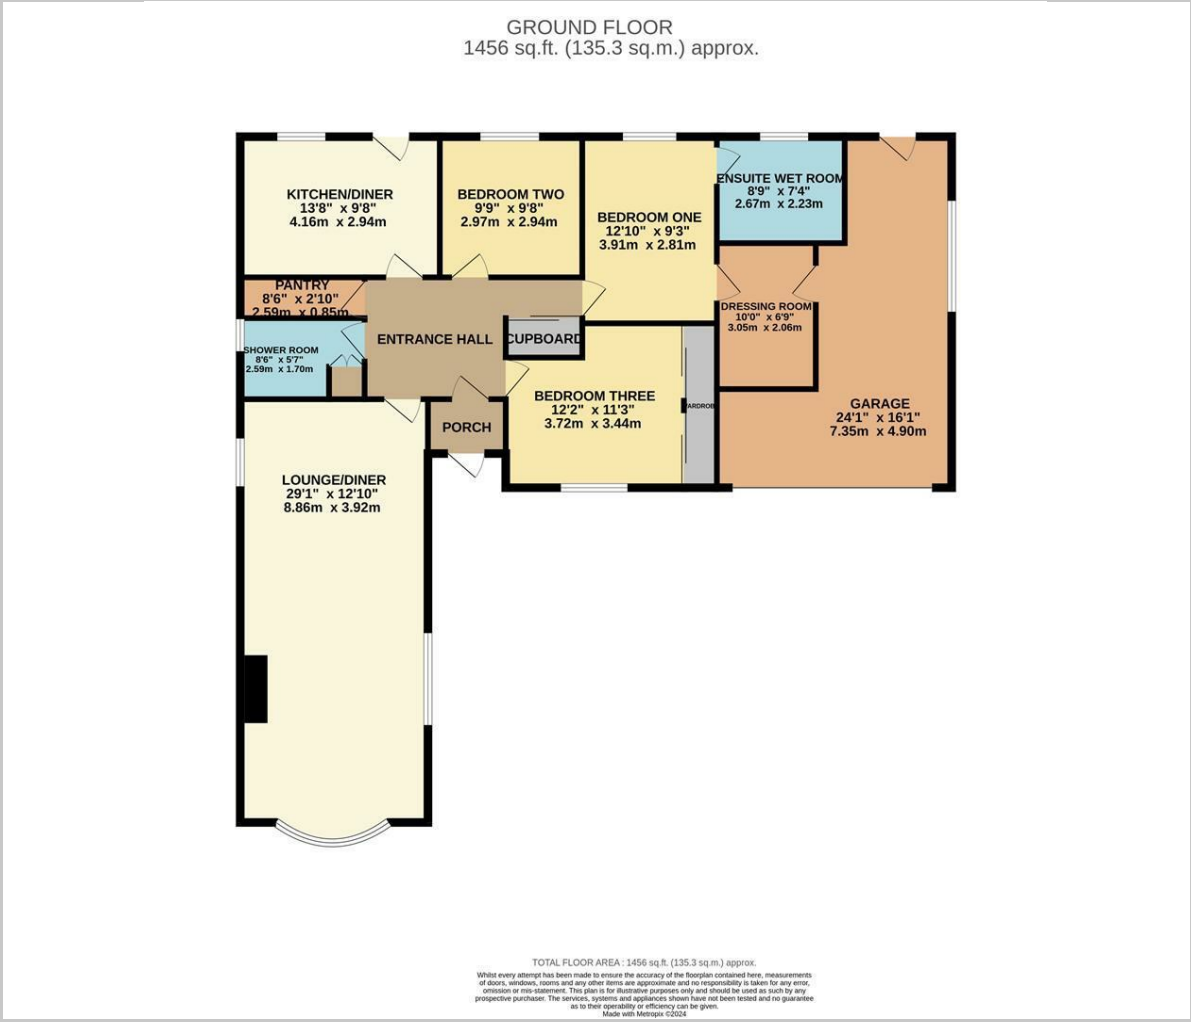 GROUND FLOOR
1456 sq.ft. (135.3 sq.m.) approx.
KITCHEN/DINER
13'8" x 9'8"
4.16m x 2.94m
BEDROOM TWO
9'9" x 9'8"
2.97m x 2.94m
BEDROOM ONE
12'10" x 9'3"
3.91m x 2.81m
ENSUITE WET ROOM
8'9" x 7'4"
2.67m x 2.23m
PANTRY
8'6" x 2'10"
2.59m x 0.85m
SHOWER ROOM
8'6" x 5'7"
2.59m x 1.70m
ENTRANCE HALL
CUPBOARD
DRESSING ROOM
10'0" x 6'9"
3.05m x 2.06m
BEDROOM THREE
12'2" x 11'3"
3.72m x 3.44m
WARDROBE
GARAGE
24'1" x 16'1"
7.35m x 4.90m
PORCH
LOUNGE/DINER
29'1" x 12'10"
8.86m x 3.92m
TOTAL FLOOR AREA : 1456 sq.ft. (135.3 sq.m.) approx.
Whilst every attempt has been made to ensure the accuracy of the floorplan contained here, measurements
of doors, windows, rooms and any other items are approximate and no responsibility is taken for any error,
omission or mis-statement. This plan is for illustrative purposes only and should be used as such by any
prospective purchaser. The services, systems and appliances shown have not been tested and no guarantee
as to their operability or efficiency can be given.
Made with Metropix ©2024